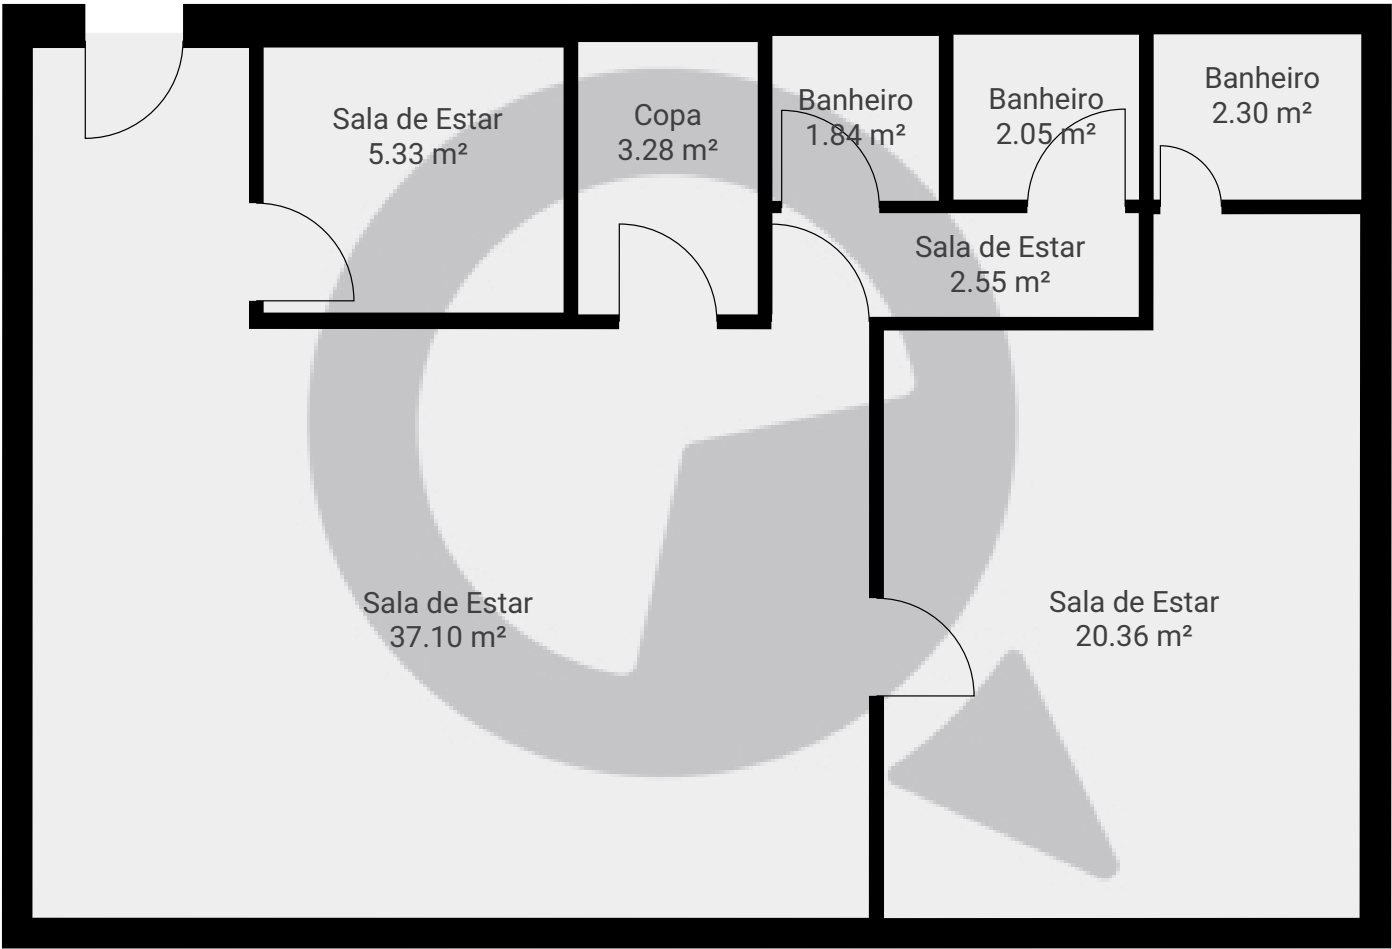 Sala de Estar
5.33 m²
Copa
3.28 m²
Banheiro
1.84 m²
Banheiro
2.05 m²
Banheiro
2.30 m²
Sala de Estar
2.55 m²
Sala de Estar
37.10 m²
Sala de Estar
20.36 m²